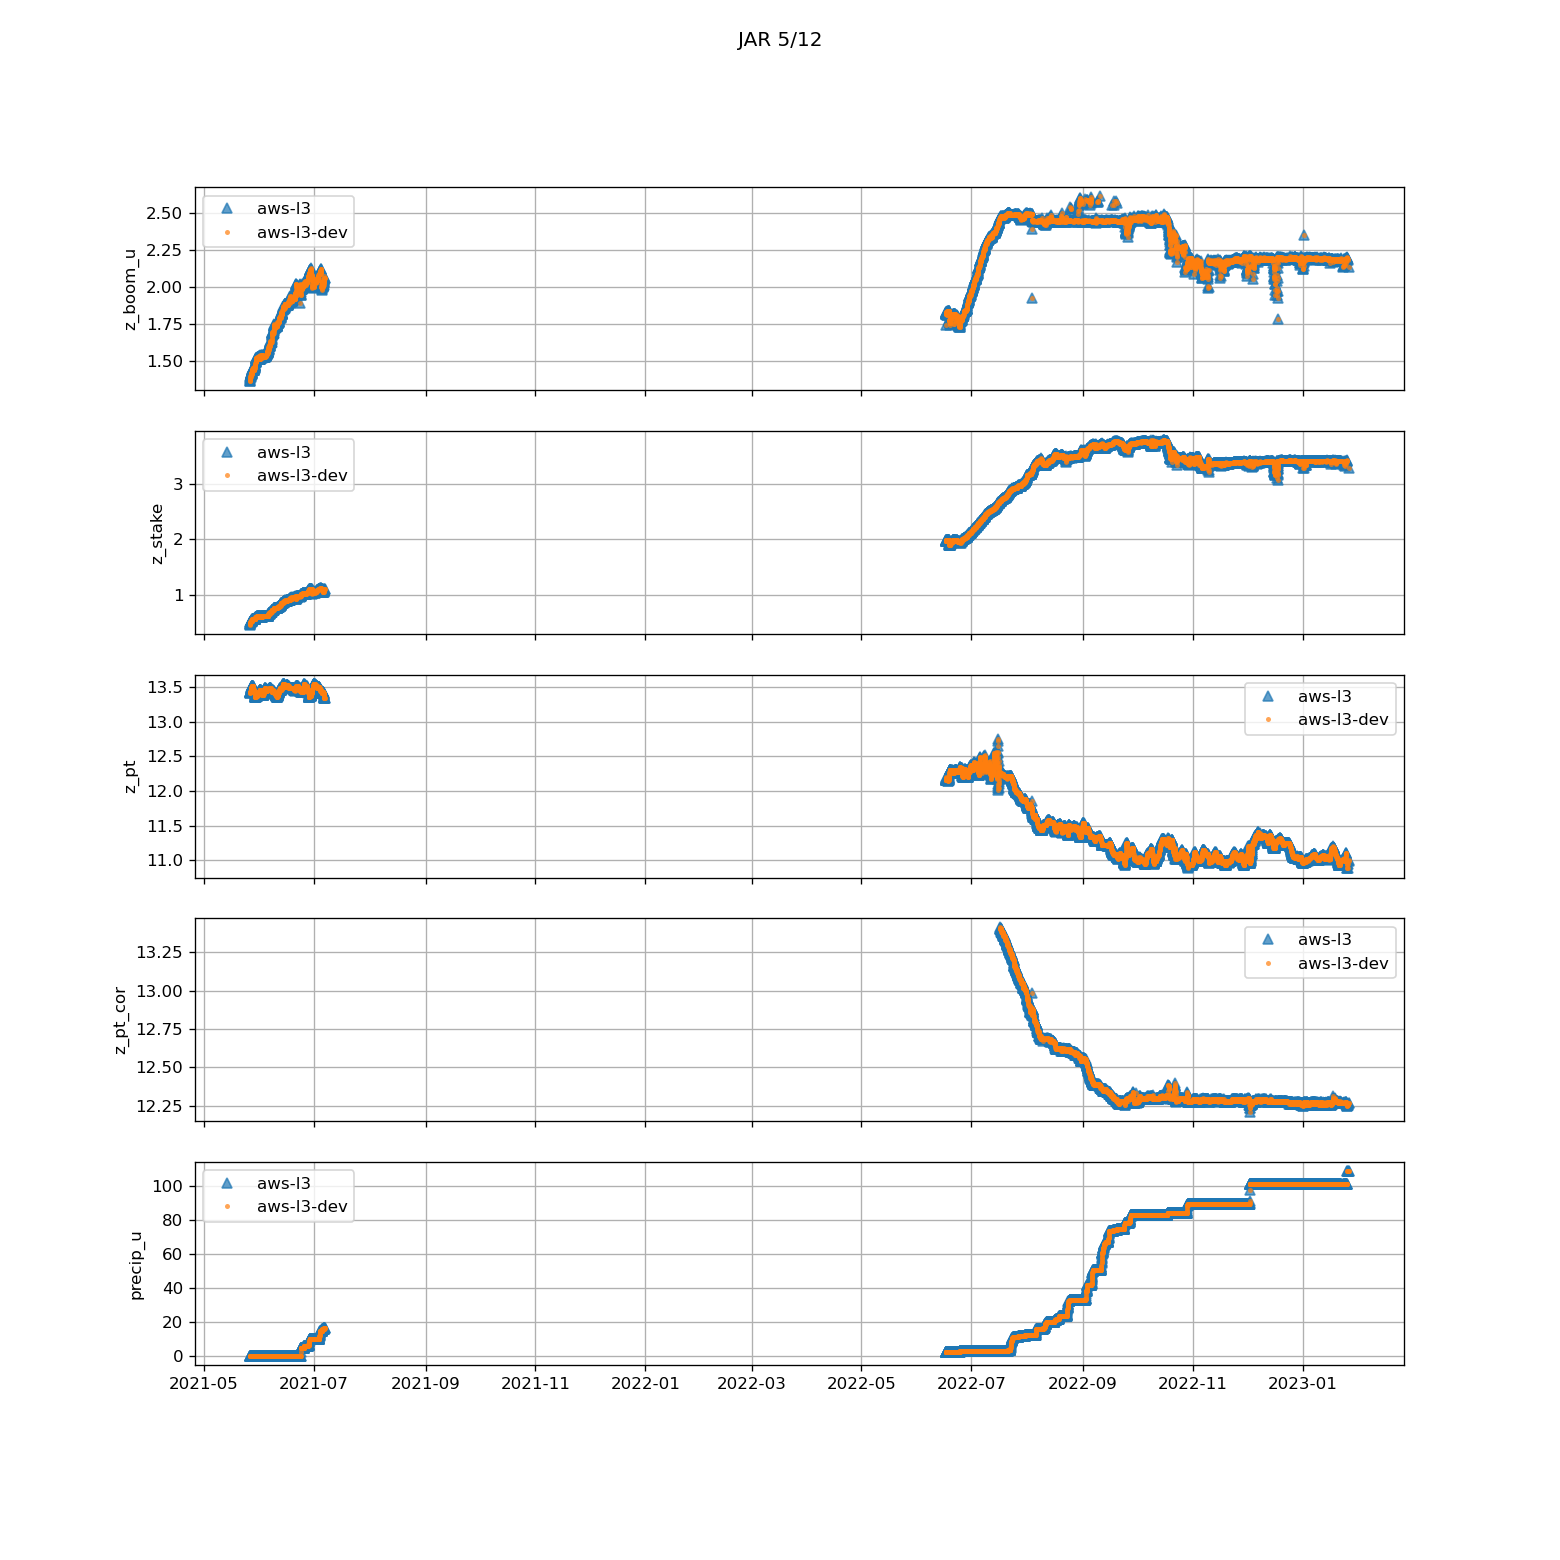 JAR 5/12
z_boom_u
2.50
2.25
2.00
1.75
1.50
aws-l3
aws-l3-dev
z_stake
3
2
1
aws-l3
aws-l3-dev
z_pt
13.5
13.0
12.5
12.0
11.5
11.0
aws-l3
aws-l3-dev
z_pt_cor
13.25
13.00
12.75
12.50
12.25
aws-l3
aws-l3-dev
precip_u
100
80
60
40
20
0
aws-l3
aws-l3-dev
2021-05 2021-07 2021-09 2021-11 2022-01 2022-03 2022-05 2022-07 2022-09 2022-11 2023-01